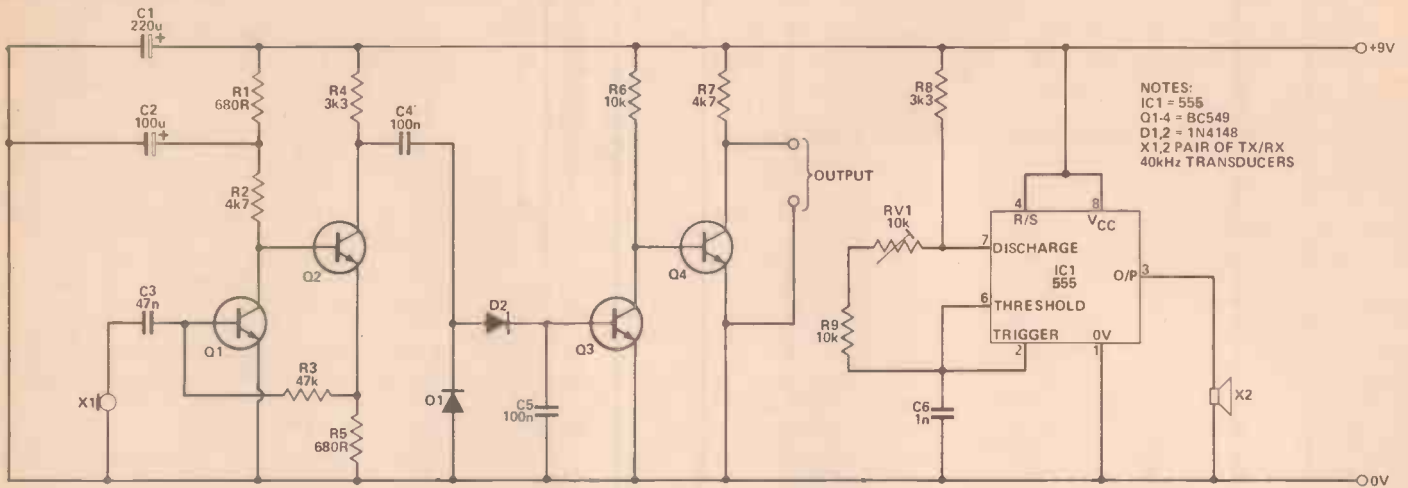 C1
220u
+
C2
100u
+
R1
680R
R2
4k7
R4
3k3
C4
100n
Q2
C3
47n
Q1
R3
47k
X1
R5
680R
D1
D2
C5
100n
Q3
R6
10k
R7
4k7
Q4
OUTPUT
R8
3k3
RV1
10k
R9
10k
C6
1n
4
R/S
8
VCC
7
DISCHARGE
IC1
555
O/P
3
6
THRESHOLD
TRIGGER
2
0V
1
X2
+9V
0V
NOTES:
IC1 = 555
Q1-4 = BC549
D1,2 = 1N4148
X1,2 PAIR OF TX/RX
40kHz TRANSDUCERS